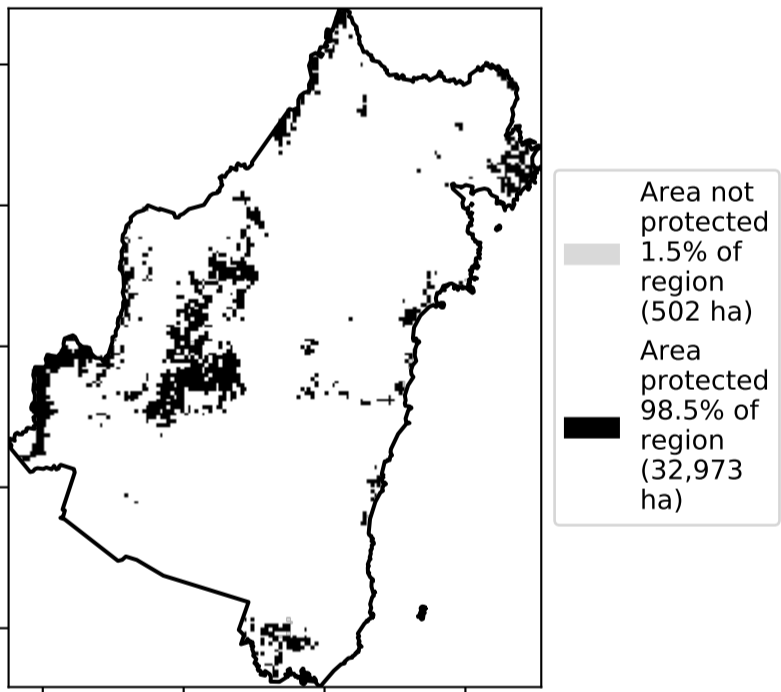 Area not
protected
1.5% of
region
(502 ha)
Area
protected
98.5% of
region
(32,973
ha)